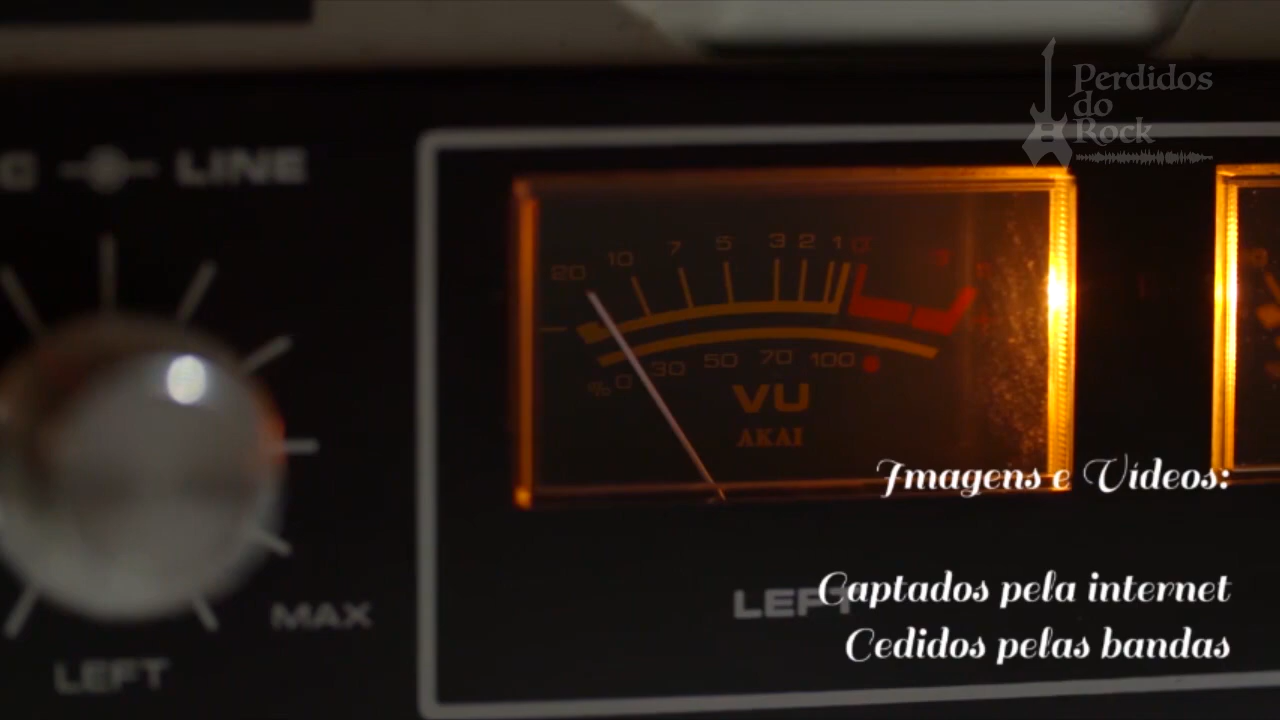 Perdidos
do
Rock
LINE
20 10 7 5 3 2 1 0
% 0 30 50 70 100
VU
AKAI
Imagens e Vídeos:
LEFT
Captados pela internet
MAX
Cedidos pelas bandas
LEFT